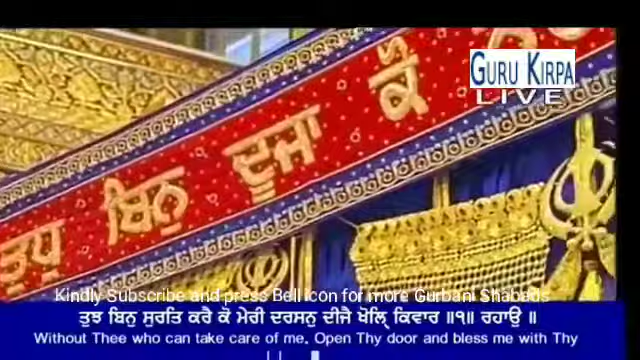 GURU KIRPA
LIVE
ਤੁਧੁ ਬਿਨੁ ਦੂਜਾ
Kindly Subscribe and press Bell icon for more Gurbani Shabads
ਤੁਝ ਬਿਨੁ ਸੁਰਤਿ ਕਰੈ ਕੋ ਮੇਰੀ ਦਰਸਨੁ ਦੀਜੈ ਖੋਲ੍ਹਿ ਕਿਵਾਰ ॥੧॥ ਰਹਾਉ ॥
Without Thee who can take care of me. Open Thy door and bless me with Thy